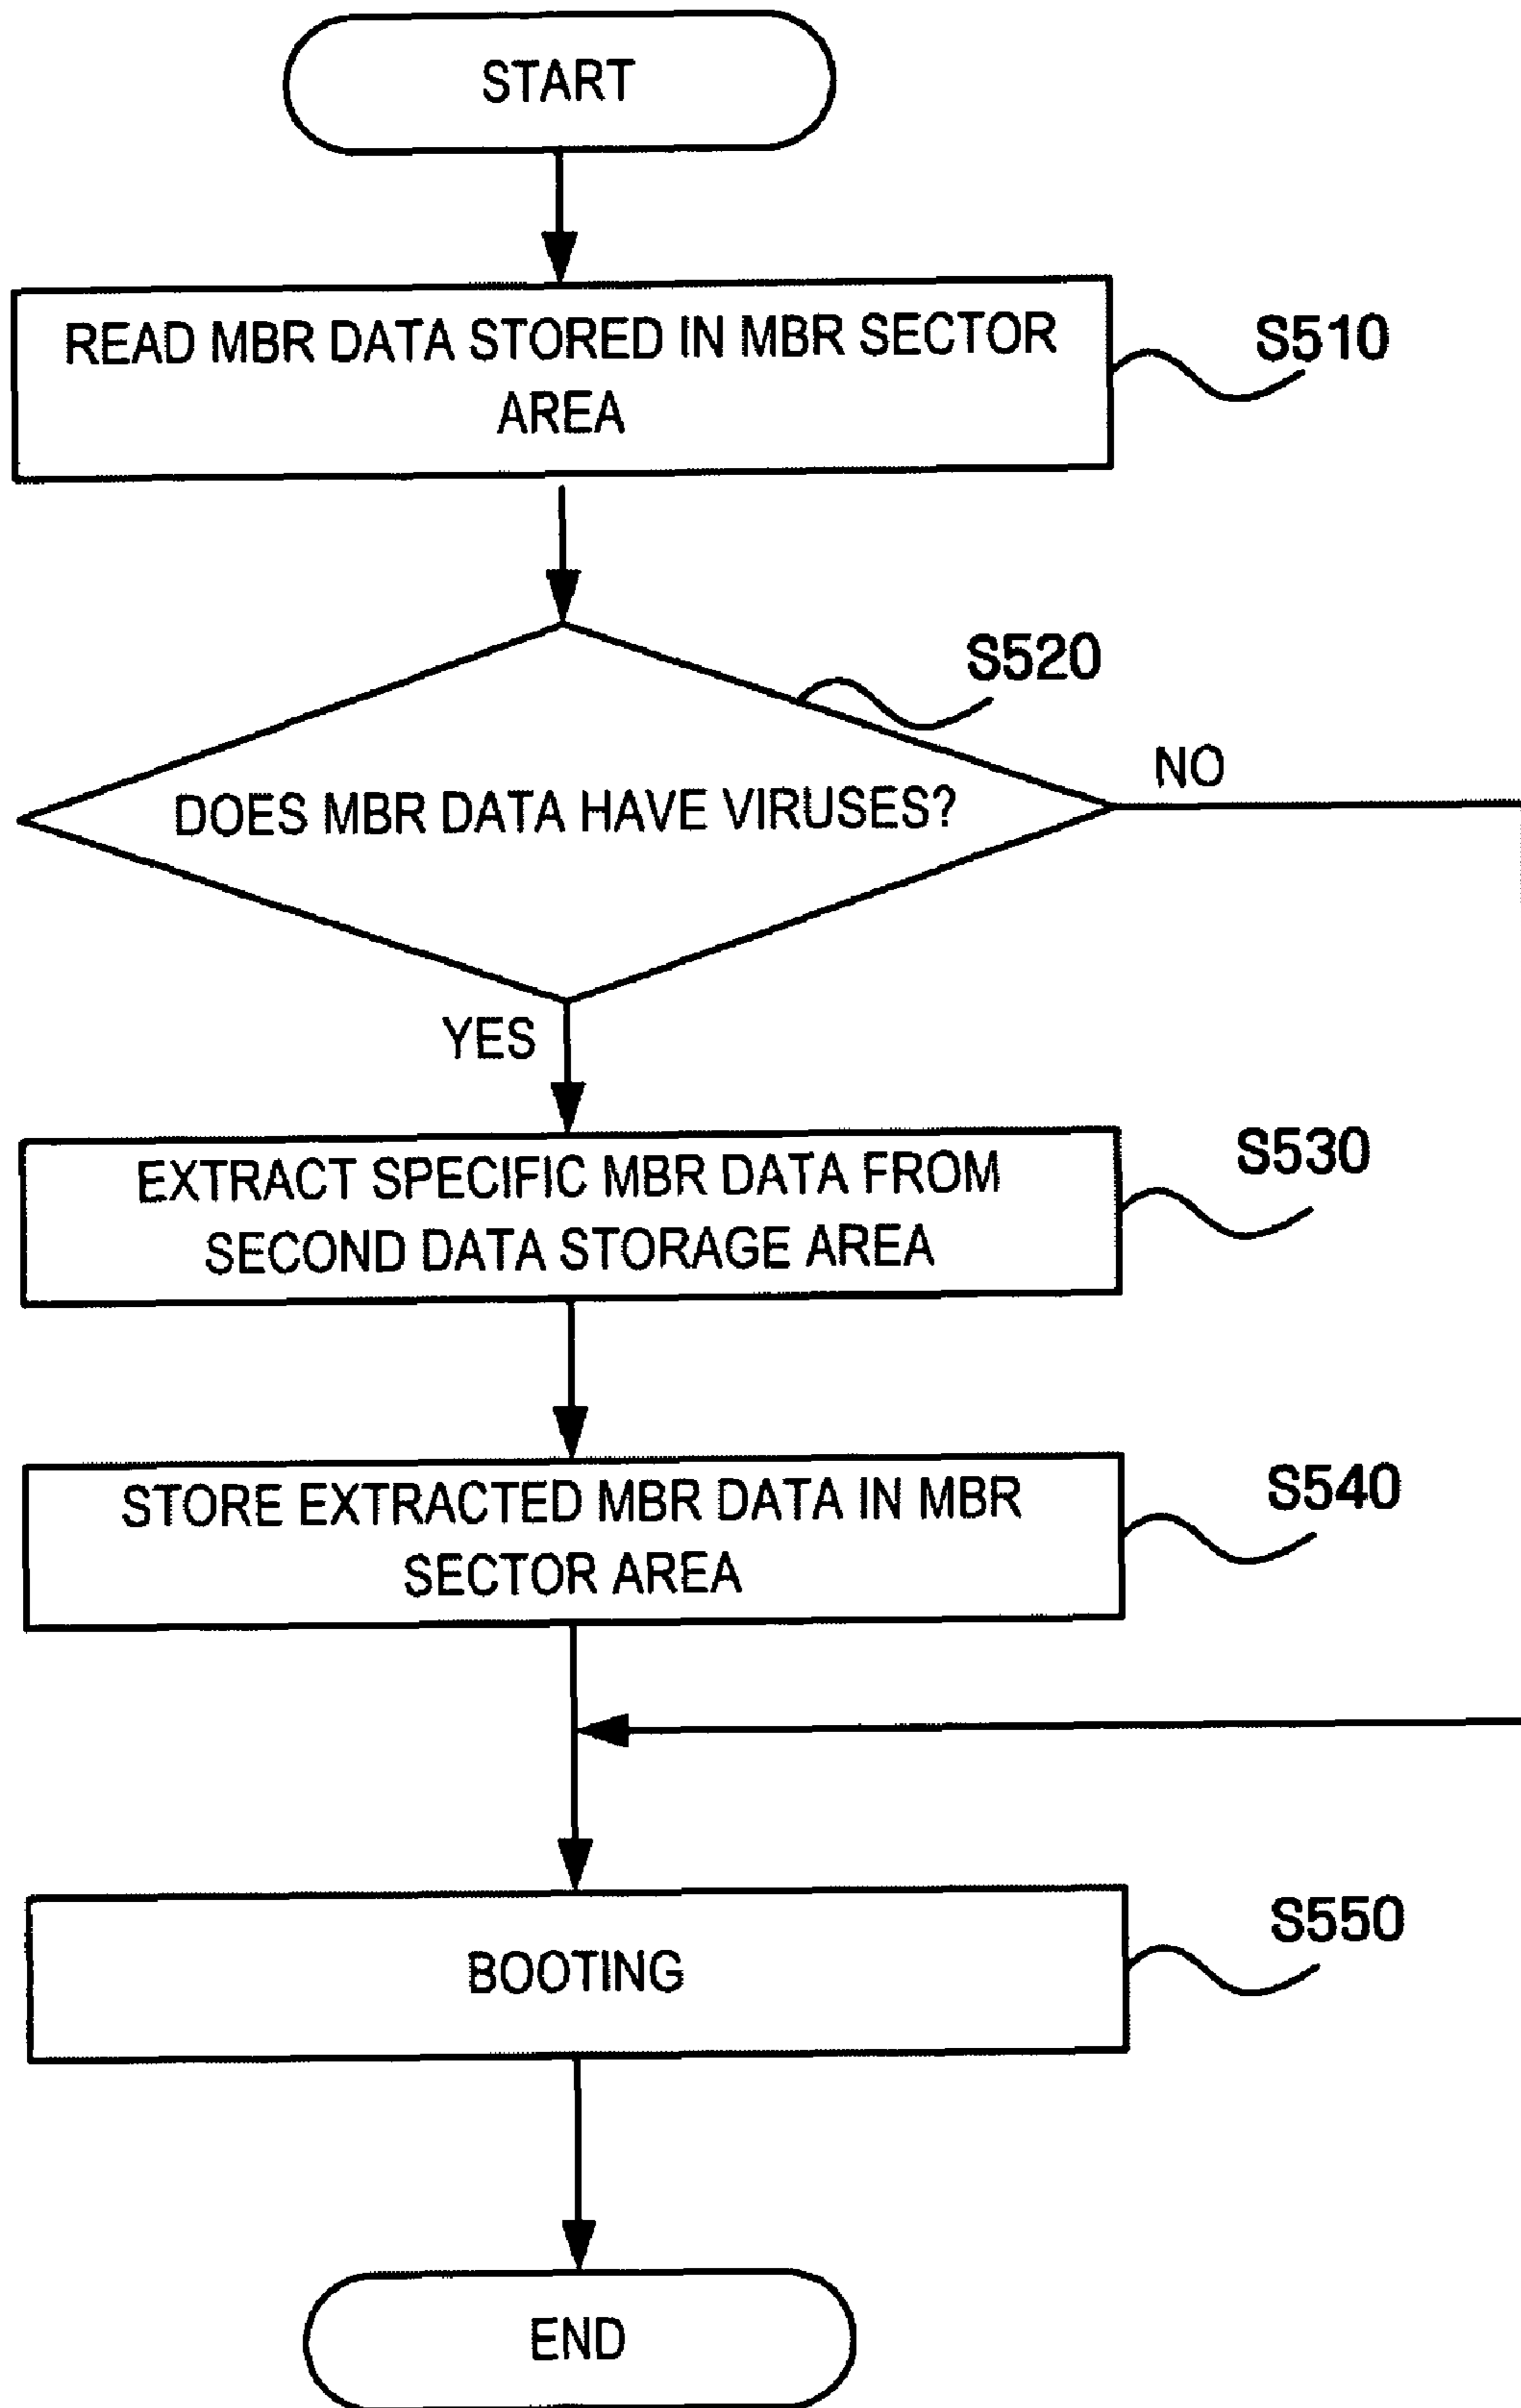 START
READ MBR DATA STORED IN MBR SECTOR
AREA
S510
S520
DOES MBR DATA HAVE VIRUSES?
NO
YES
EXTRACT SPECIFIC MBR DATA FROM
SECOND DATA STORAGE AREA
S530
STORE EXTRACTED MBR DATA IN MBR
SECTOR AREA
S540
BOOTING
S550
END